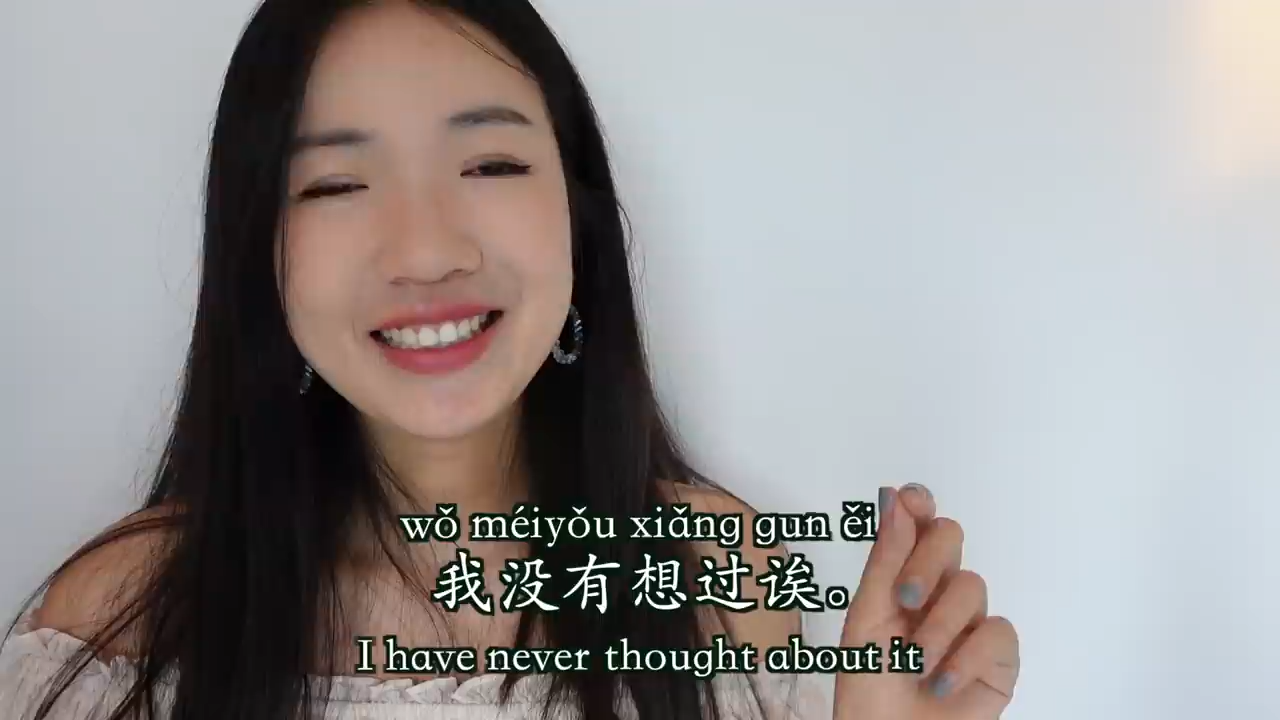 wǒ méiyǒu xiǎng gun ěi
我没有想过诶。
I have never thought about it